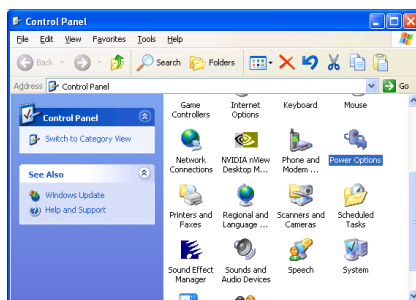 Control Panel
File Edit View Favorites Tools Help
Back Search Folders
Address Control Panel Go
Control Panel
Switch to Category View
See Also
Windows Update
Help and Support
Game Controllers
Internet Options
Keyboard
Mouse
Network Connections
NVIDIA nView Desktop M...
Phone and Modem ...
Power Options
Printers and Faxes
Regional and Language ...
Scanners and Cameras
Scheduled Tasks
Sound Effect Manager
Sounds and Audio Devices
Speech
System